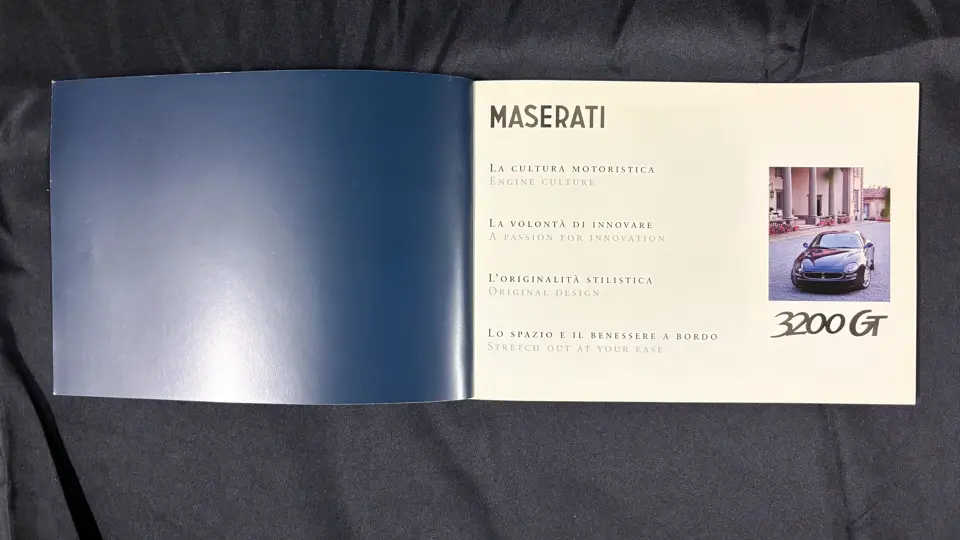 MASERATI
LA CULTURA MOTORISTICA
ENGINE CULTURE
LA VOLONTÀ DI INNOVARE
A PASSION FOR INNOVATION
L'ORIGINALITÀ STILISTICA
ORIGINAL DESIGN
LO SPAZIO E IL BENESSERE A BORDO
STRETCH OUT AT YOUR EASE
3200 GT